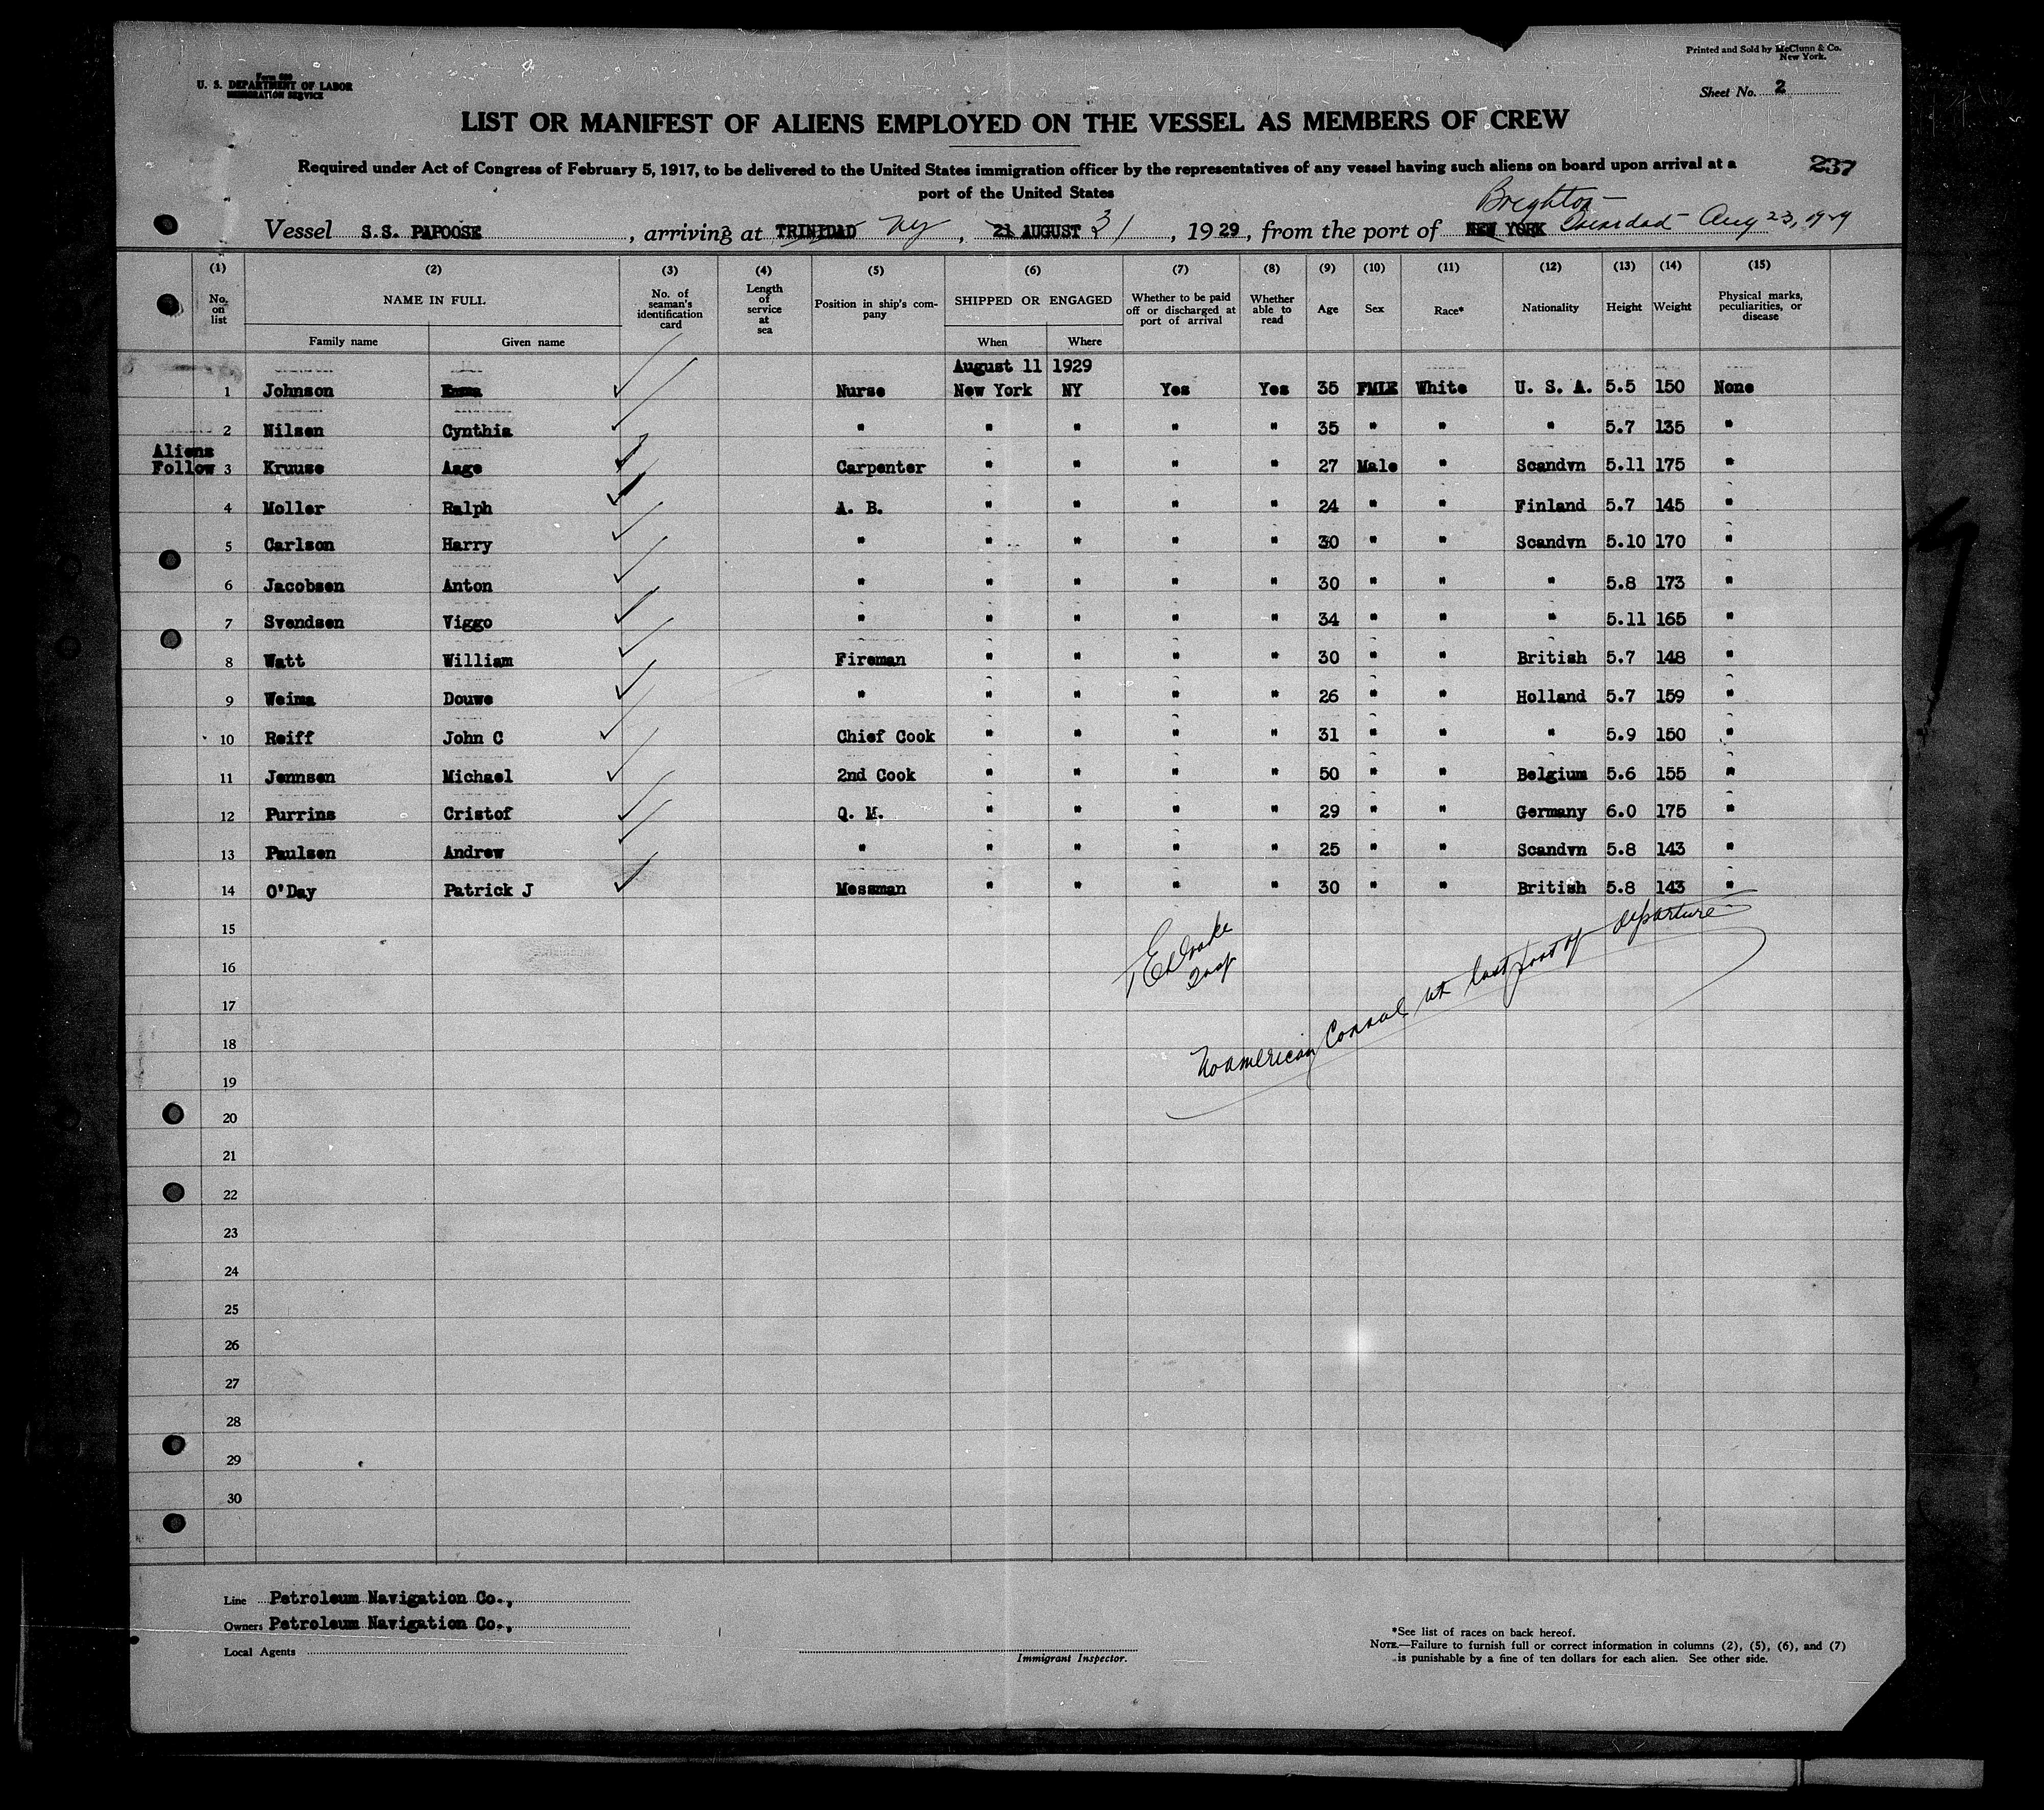 Form 680
U. S. DEPARTMENT OF LABOR
IMMIGRATION SERVICE
Printed and Sold by McClunn & Co.
New York.
Sheet No. 2
LIST OR MANIFEST OF ALIENS EMPLOYED ON THE VESSEL AS MEMBERS OF CREW
Required under Act of Congress of February 5, 1917, to be delivered to the United States immigration officer by the representatives of any vessel having such aliens on board upon arrival at a
port of the United States
237
Brighton
Vessel S.S. PAPOOSE, arriving at TRINIDAD NY, 21 AUGUST 31, 1929, from the port of NEW YORK Trinidad Aug 23, 1929
(1) (2) (3) (4) (5) (6) (7) (8) (9) (10) (11) (12) (13) (14) (15)
No. on list NAME IN FULL No. of seaman's identification card Length of service at sea Position in ship's company SHIPPED OR ENGAGED Whether to be paid off or discharged at port of arrival Whether able to read Age Sex Race* Nationality Height Weight Physical marks, peculiarities, or disease
Family name Given name When Where
August 11 1929
1 Johnson Emma Nurse New York NY Yes Yes 35 FMLE White U. S. A. 5.5 150 None
2 Nilsen Cynthia " " " " " 35 " " " 5.7 135 "
Aliens
Follow 3 Kruuse Aage Carpenter " " " " 27 Male " Scandvn 5.11 175 "
4 Moller Ralph A. B. " " " " 24 " " Finland 5.7 145 "
5 Carlson Harry " " " " " 30 " " Scandvn 5.10 170 "
6 Jacobsen Anton " " " " " 30 " " " 5.8 173 "
7 Svendsen Viggo " " " " " 34 " " " 5.11 165 "
8 Watt William Fireman " " " " 30 " " British 5.7 148 "
9 Weima Douwe " " " " " 26 " " Holland 5.7 159 "
10 Reiff John C Chief Cook " " " " 31 " " " 5.9 150 "
11 Jennsen Michael 2nd Cook " " " " 50 " " Belgium 5.6 155 "
12 Purrins Cristof Q. M. " " " " 29 " " Germany 6.0 175 "
13 Paulsen Andrew " " " " " 25 " " Scandvn 5.8 143 "
14 O'Day Patrick J Messman " " " " 30 " " British 5.8 143 "
15
16
17
18
19
20
21
22
23
24
25
26
27
28
29
30
Drake
Insp
No American Consul at last port of departure
Line Petroleum Navigation Co.,
Owners Petroleum Navigation Co.,
Local Agents
Immigrant Inspector.
*See list of races on back hereof.
NOTE.—Failure to furnish full or correct information in columns (2), (5), (6), and (7)
is punishable by a fine of ten dollars for each alien. See other side.